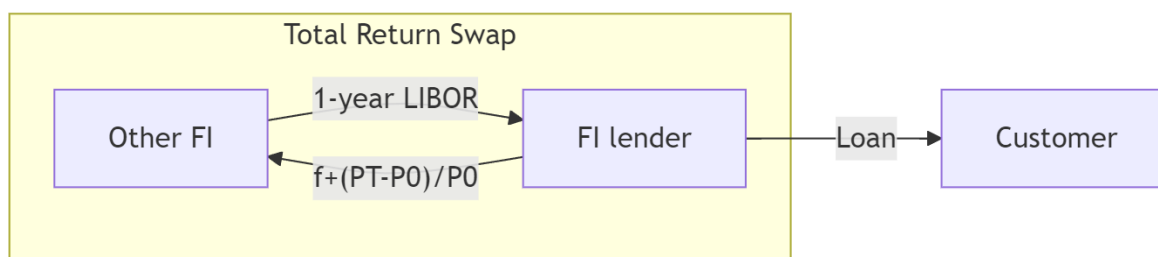 Total Return Swap
1-year LIBOR
Other FI
FI lender
Loan
Customer
f+(PT-P0)/P0